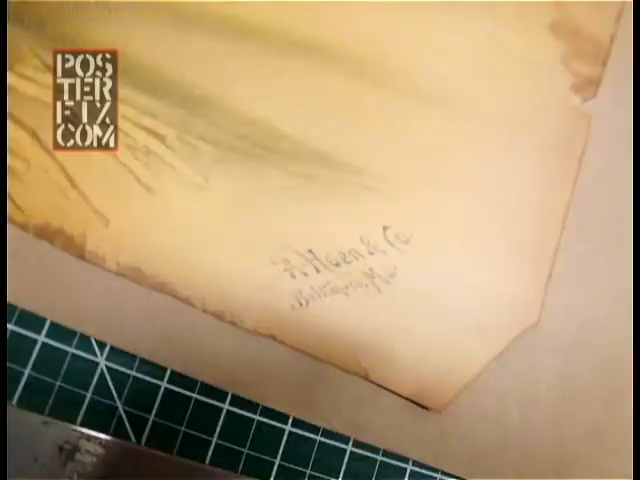 POS
TER
FIX
COM
A. Hoen & Co
Baltimore, Md